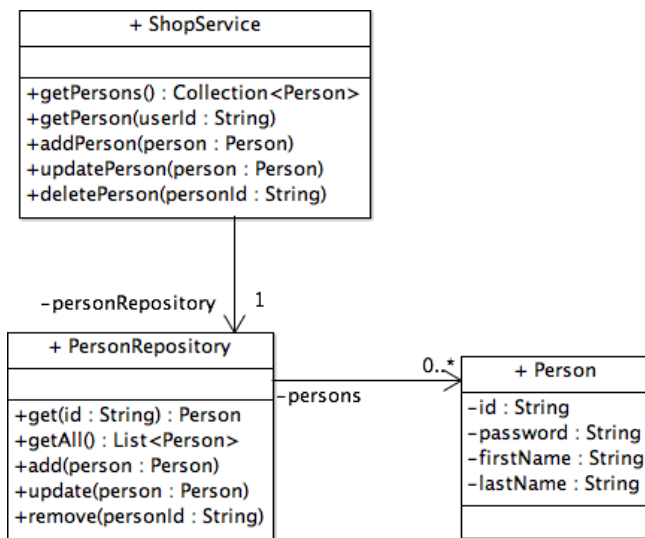 + ShopService
+getPersons() : Collection<Person>
+getPerson(userId : String)
+addPerson(person : Person)
+updatePerson(person : Person)
+deletePerson(personId : String)
-personRepository
1
+ PersonRepository
+get(id : String) : Person
+getAll() : List<Person>
+add(person : Person)
+update(person : Person)
+remove(personId : String)
-persons
0..*
+ Person
-id : String
-password : String
-firstName : String
-lastName : String